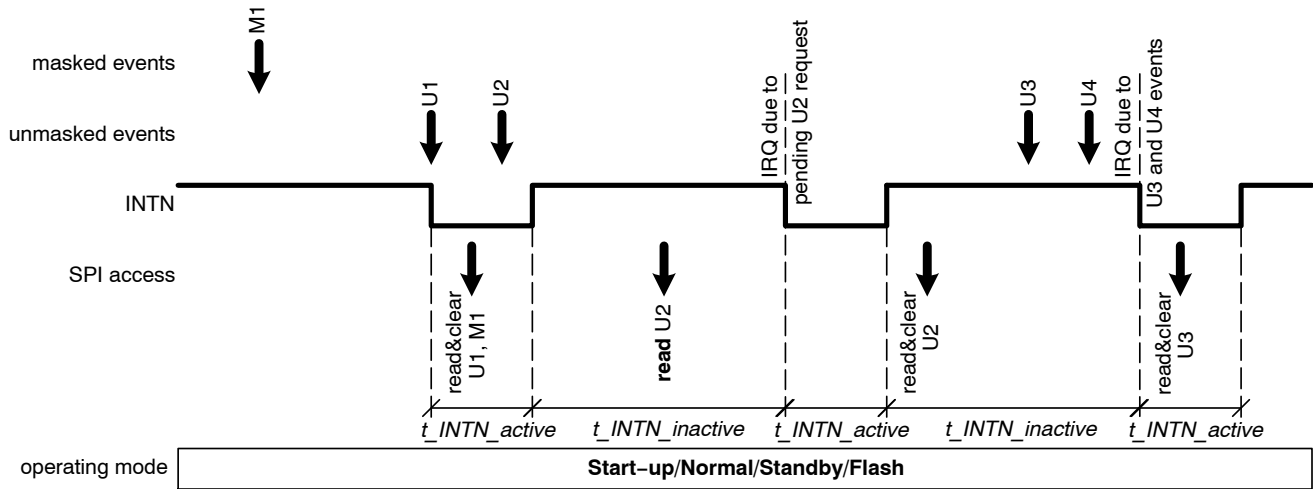 masked events
M1
unmasked events
U1
U2
IRQ due to
pending U2 request
U3
U4
IRQ due to
U3 and U4 events
INTN
SPI access
read&clear
U1, M1
read U2
read&clear
U2
read&clear
U3
t_INTN_active
t_INTN_inactive
t_INTN_active
t_INTN_inactive
t_INTN_active
operating mode
Start−up/Normal/Standby/Flash